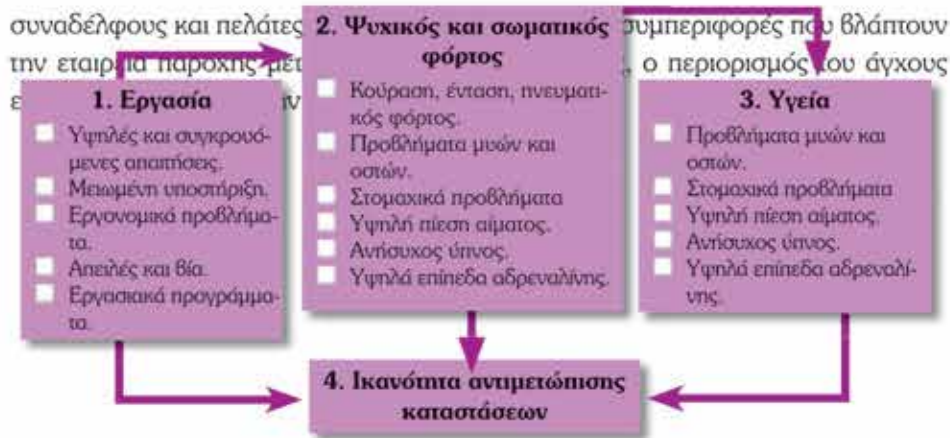 συναδέλφους και πελάτες
συμπεριφορές που βλάπτουν
την εταιρεία παροχής
ο περιορισμός του άγχους
1. Εργασία
Υψηλές και συγκρουό-
μενες απαιτήσεις.
Μειωμένη υποστήριξη.
Εργονομικά προβλήμα-
τα.
Απειλές και βία.
Εργασιακά προγράμμα-
τα.
2. Ψυχικός και σωματικός
φόρτος
Κούραση, ένταση, πνευματι-
κός φόρτος.
Προβλήματα μυών και
οστών.
Στομαχικά προβλήματα
Υψηλή πίεση αίματος.
Ανήσυχος ύπνος.
Υψηλά επίπεδα αδρεναλίνης.
3. Υγεία
Προβλήματα μυών και
οστών.
Στομαχικά προβλήματα
Υψηλή πίεση αίματος.
Ανήσυχος ύπνος.
Υψηλά επίπεδα αδρεναλί-
νης.
4. Ικανότητα αντιμετώπισης
καταστάσεων